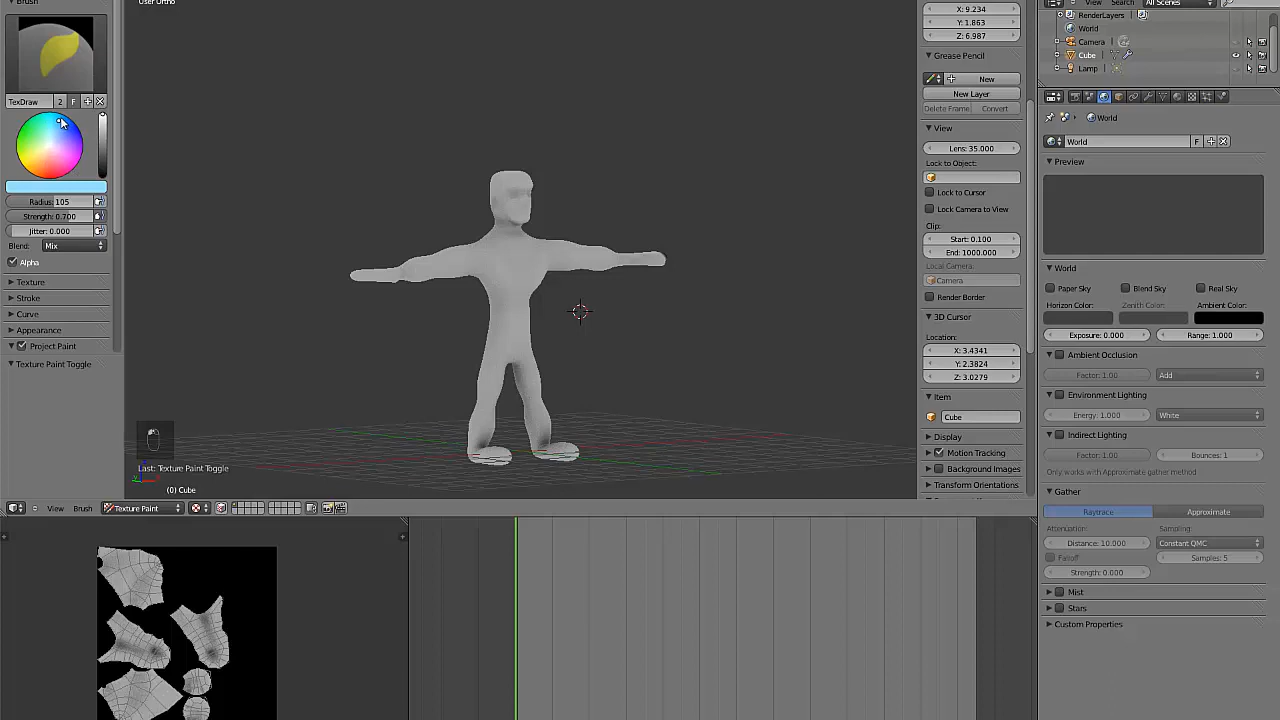 Brush
TexDraw
2
F
Radius: 105
Strength: 0.700
Jitter: 0.000
Blend:
Mix
Alpha
Texture
Stroke
Curve
Appearance
Project Paint
Texture Paint Toggle
User Ortho
Last: Texture Paint Toggle
(0) Cube
View
Brush
Texture Paint
X: 9.234
Y: 1.863
Z: 6.987
Grease Pencil
New
New Layer
Delete Frame
Convert
View
Lens: 35.000
Lock to Object:
Lock to Cursor
Lock Camera to View
Clip:
Start: 0.100
End: 1000.000
Local Camera:
Camera
Render Border
3D Cursor
Location:
X: 3.4341
Y: 2.3824
Z: 3.0279
Item
Cube
Display
Motion Tracking
Background Images
Transform Orientations
View
Search
All Scenes
RenderLayers
World
Camera
Cube
Lamp
World
World
F
Preview
World
Paper Sky
Blend Sky
Real Sky
Horizon Color:
Zenith Color:
Ambient Color:
Exposure: 0.000
Range: 1.000
Ambient Occlusion
Factor: 1.00
Add
Environment Lighting
Energy: 1.000
White
Indirect Lighting
Factor: 1.00
Bounces: 1
Only works with Approximate gather method
Gather
Raytrace
Approximate
Attenuation:
Sampling:
Distance: 10.000
Constant QMC
Falloff
Samples: 5
Strength: 0.000
Mist
Stars
Custom Properties